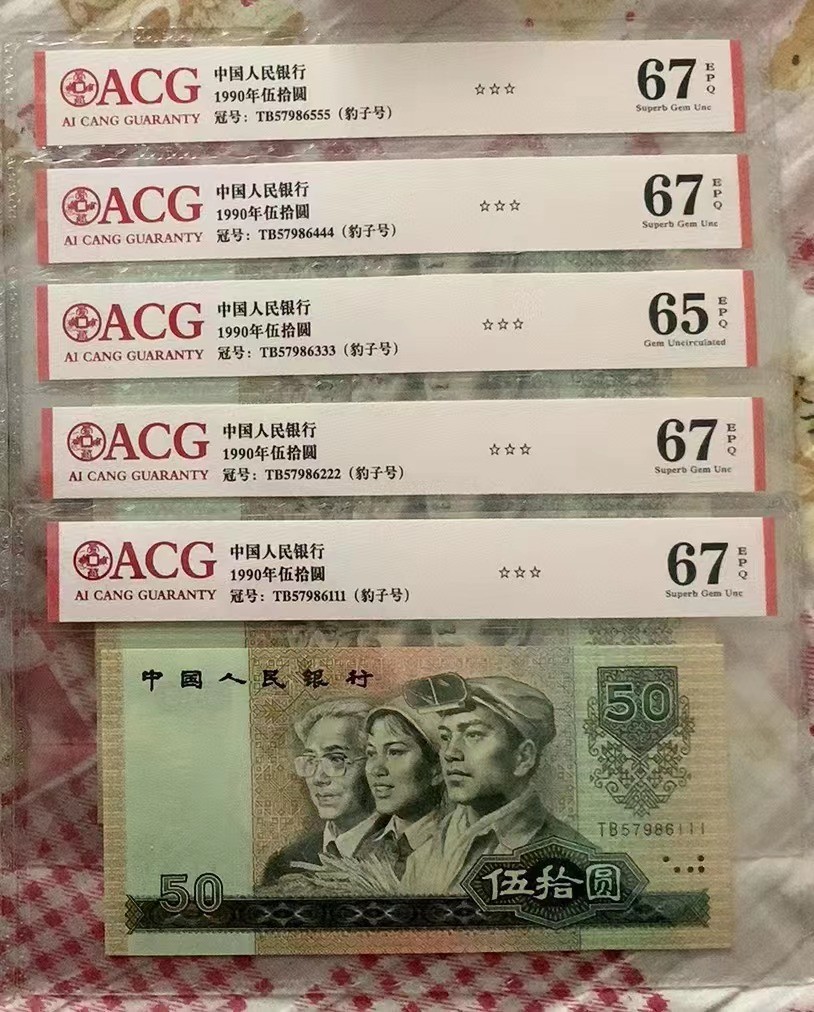 ACG
AI CANG GUARANTY
中国人民银行
1990年伍拾圆
冠号：TB57986555（豹子号）
☆☆☆
67
EPQ
Superb Gem Unc
ACG
AI CANG GUARANTY
中国人民银行
1990年伍拾圆
冠号：TB57986444（豹子号）
☆☆☆
67
EPQ
Superb Gem Unc
ACG
AI CANG GUARANTY
中国人民银行
1990年伍拾圆
冠号：TB57986333（豹子号）
☆☆☆
65
EPQ
Gem Uncirculated
ACG
AI CANG GUARANTY
中国人民银行
1990年伍拾圆
冠号：TB57986222（豹子号）
☆☆☆
67
EPQ
Superb Gem Unc
ACG
AI CANG GUARANTY
中国人民银行
1990年伍拾圆
冠号：TB57986111（豹子号）
☆☆☆
67
EPQ
Superb Gem Unc
中国人民银行
50
TB57986111
50
伍拾圆